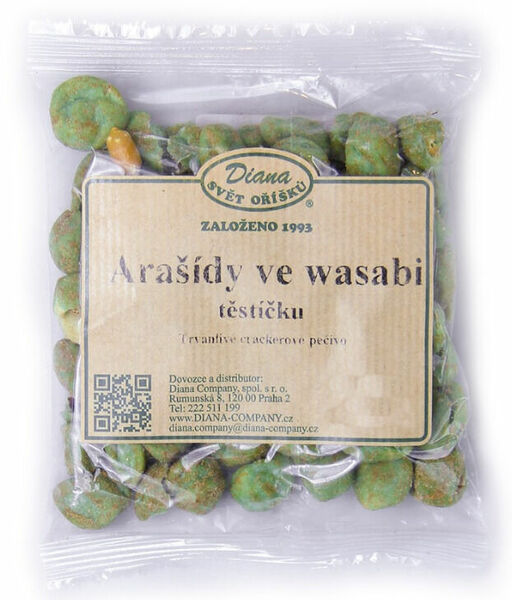 Diana
SVĚT OŘÍŠKŮ ®
ZALOŽENO 1993
Arašídy ve wasabi
těstíčku
Trvanlivé crackerové pečivo
Dovozce a distributor:
Diana Company, spol. s r. o.
Rumunská 8, 120 00 Praha 2
Tel: 222 511 199
www.DIANA-COMPANY.cz
diana.company@diana-company.cz